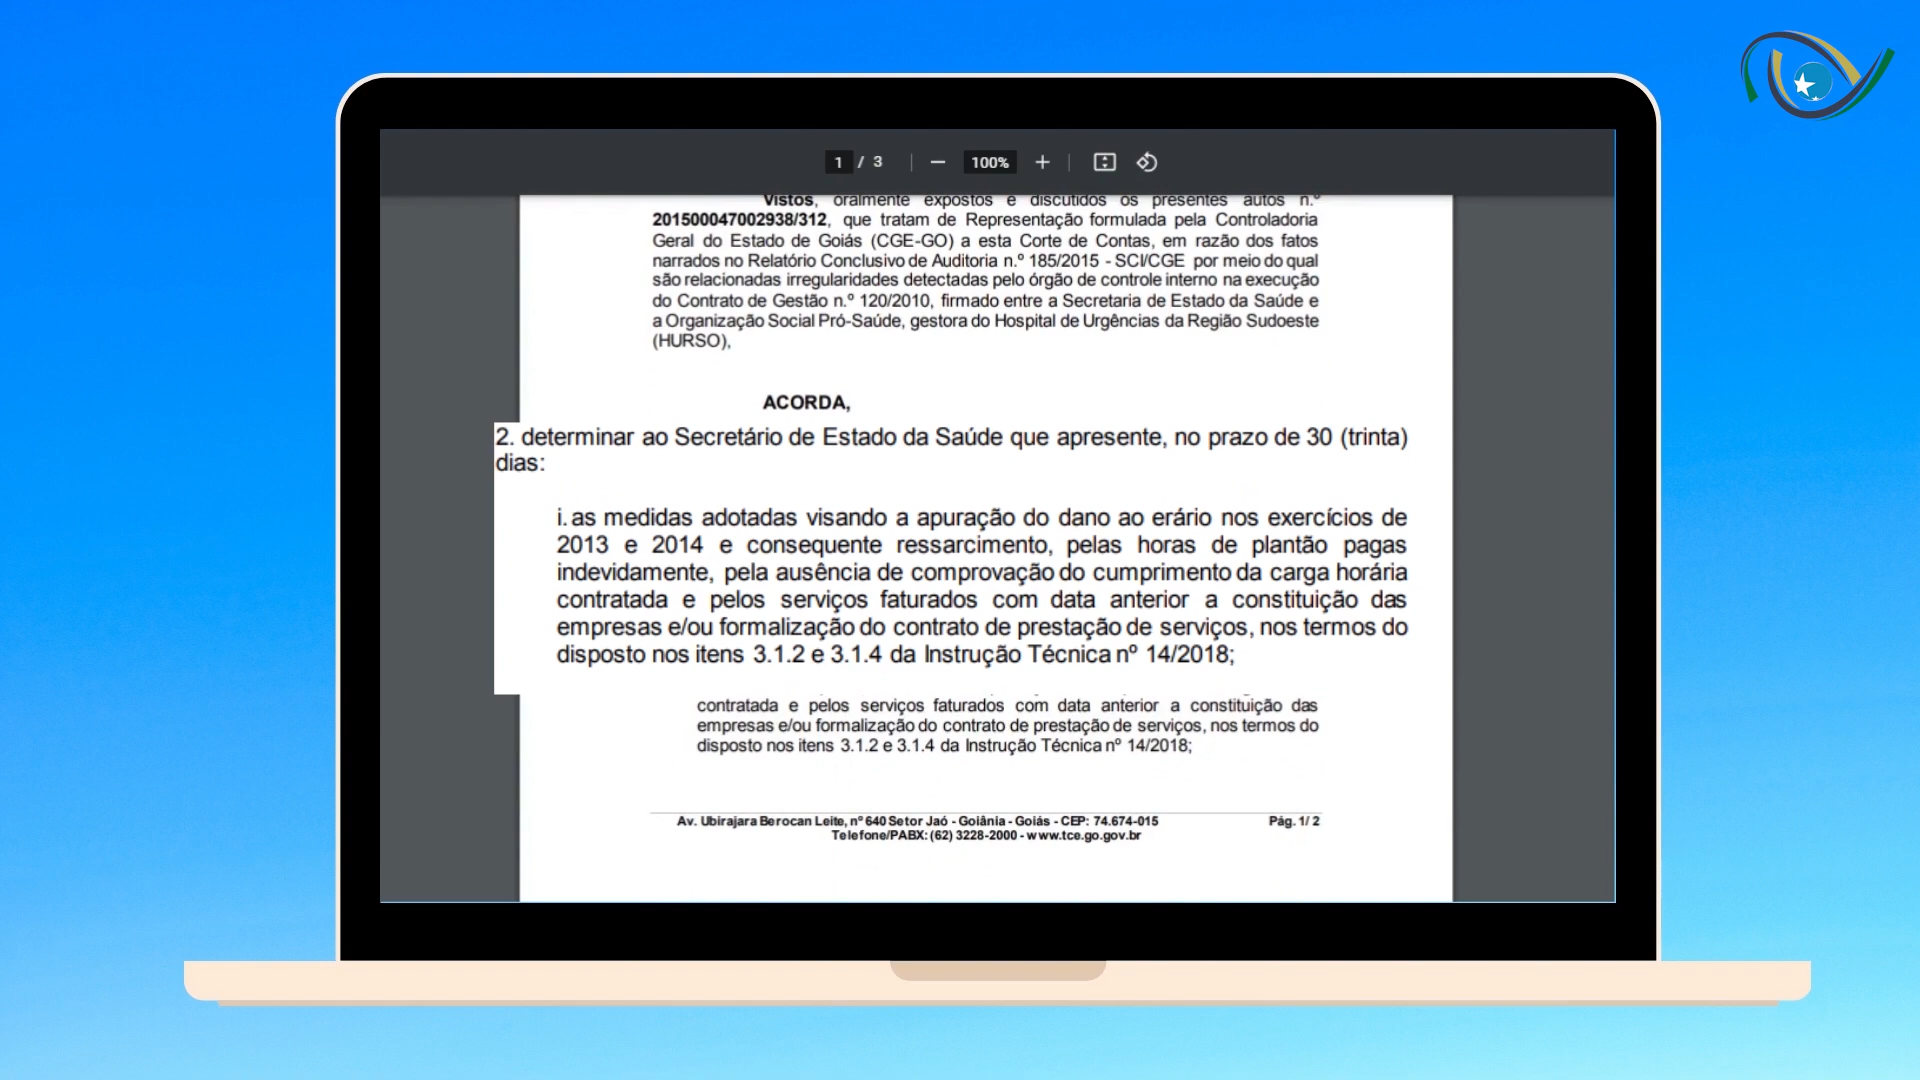 1 / 3 − 100% +
Vistos, oralmente expostos e discutidos os presentes autos n.º
201500047002938/312, que tratam de Representação formulada pela Controladoria
Geral do Estado de Goiás (CGE-GO) a esta Corte de Contas, em razão dos fatos
narrados no Relatório Conclusivo de Auditoria n.º 185/2015 - SCI/CGE por meio do qual
são relacionadas irregularidades detectadas pelo órgão de controle interno na execução
do Contrato de Gestão n.º 120/2010, firmado entre a Secretaria de Estado da Saúde e
a Organização Social Pró-Saúde, gestora do Hospital de Urgências da Região Sudoeste
(HURSO),
ACORDA,
2. determinar ao Secretário de Estado da Saúde que apresente, no prazo de 30 (trinta)
dias:
i. as medidas adotadas visando a apuração do dano ao erário nos exercícios de
2013 e 2014 e consequente ressarcimento, pelas horas de plantão pagas
indevidamente, pela ausência de comprovação do cumprimento da carga horária
contratada e pelos serviços faturados com data anterior a constituição das
empresas e/ou formalização do contrato de prestação de serviços, nos termos do
disposto nos itens 3.1.2 e 3.1.4 da Instrução Técnica nº 14/2018;
contratada e pelos serviços faturados com data anterior a constituição das
empresas e/ou formalização do contrato de prestação de serviços, nos termos do
disposto nos itens 3.1.2 e 3.1.4 da Instrução Técnica nº 14/2018;
Av. Ubirajara Berocan Leite, nº 640 Setor Jaó - Goiânia - Goiás - CEP: 74.674-015 Pág. 1/ 2
Telefone/PABX: (62) 3228-2000 - www.tce.go.gov.br